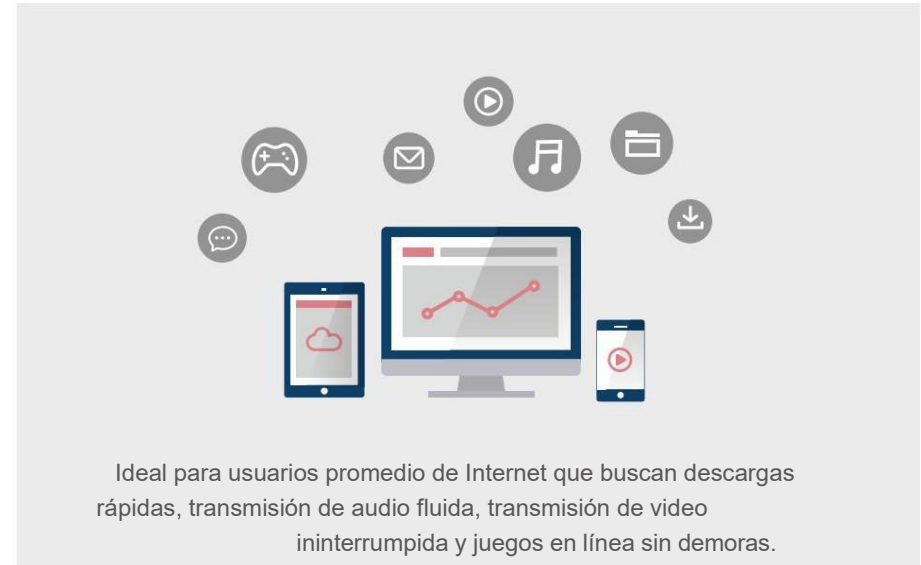 Ideal para usuarios promedio de Internet que buscan descargas
rápidas, transmisión de audio fluida, transmisión de video
ininterrumpida y juegos en línea sin demoras.